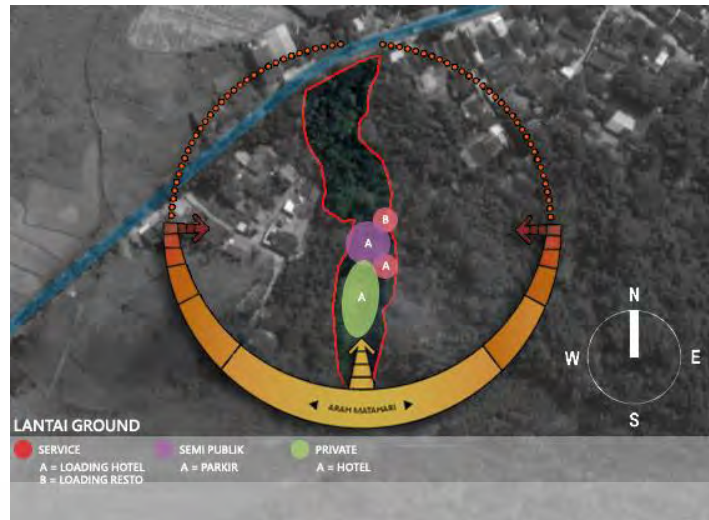 B
A
A
A
N
W E
S
ARAH MATAHARI
LANTAI GROUND
SERVICE SEMI PUBLIK PRIVATE
A = LOADING HOTEL A = PARKIR A = HOTEL
B = LOADING RESTO